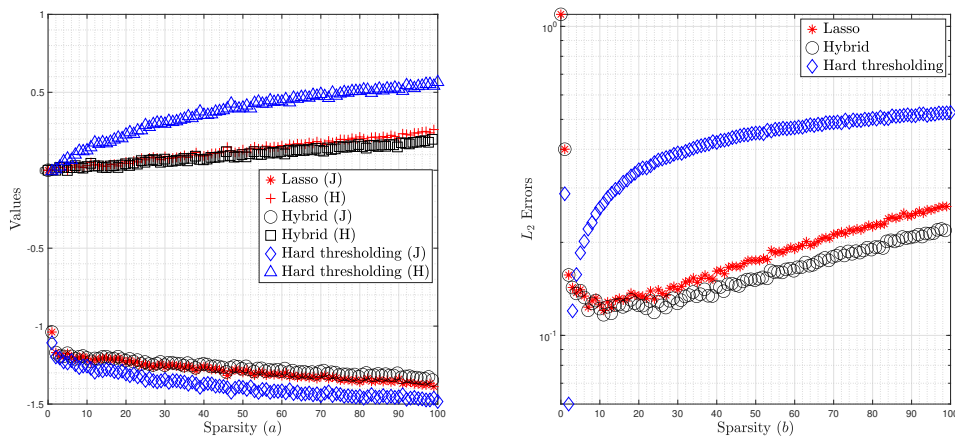 1
0.5
0
-0.5
-1
-1.5
Values
0 10 20 30 40 50 60 70 80 90 100
Sparsity (a)
Lasso (J)
Lasso (H)
Hybrid (J)
Hybrid (H)
Hard thresholding (J)
Hard thresholding (H)
10⁰
10⁻¹
L₂ Errors
0 10 20 30 40 50 60 70 80 90 100
Sparsity (b)
Lasso
Hybrid
Hard thresholding